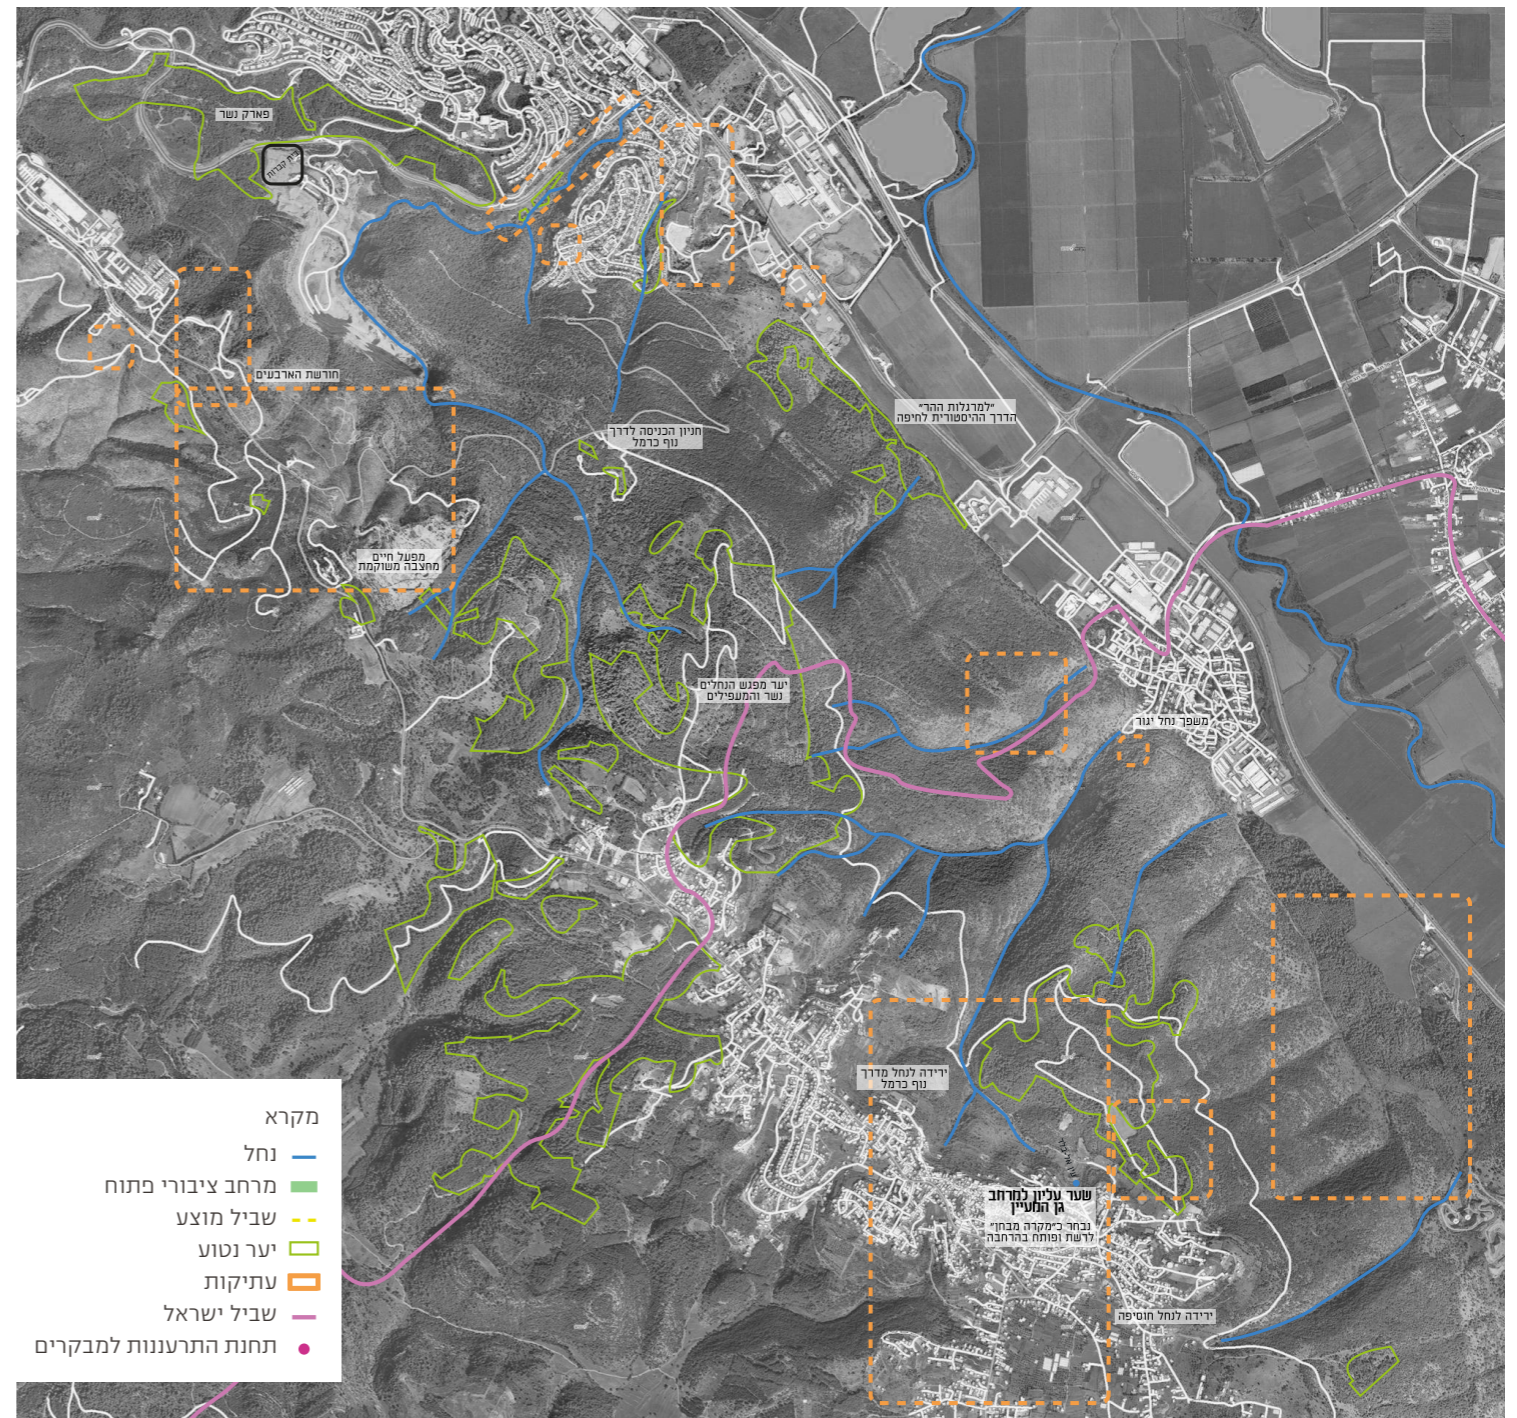 פארק נשר
בית קברות
חורשת הארבעים
"למרגלות ההר"
הדרך ההיסטורית לחיפה
חניון הכניסה לדרך
נוף כרמל
מפעל חיים
מחצבה משוקמת
יער מפגש הנחלים
נשר והמעפילים
משפך נחל יגור
ירידה לנחל מדרך
נוף כרמל
שער עליון למרחב
גן המעיין
נבחר כ"מקרה מבחן"
לרשת ופותח בהרחבה
ירידה לנחל חוסיפה
מקרא
נחל
מרחב ציבורי פתוח
שביל מוצע
יער נטוע
עתיקות
שביל ישראל
תחנת התרעננות למבקרים